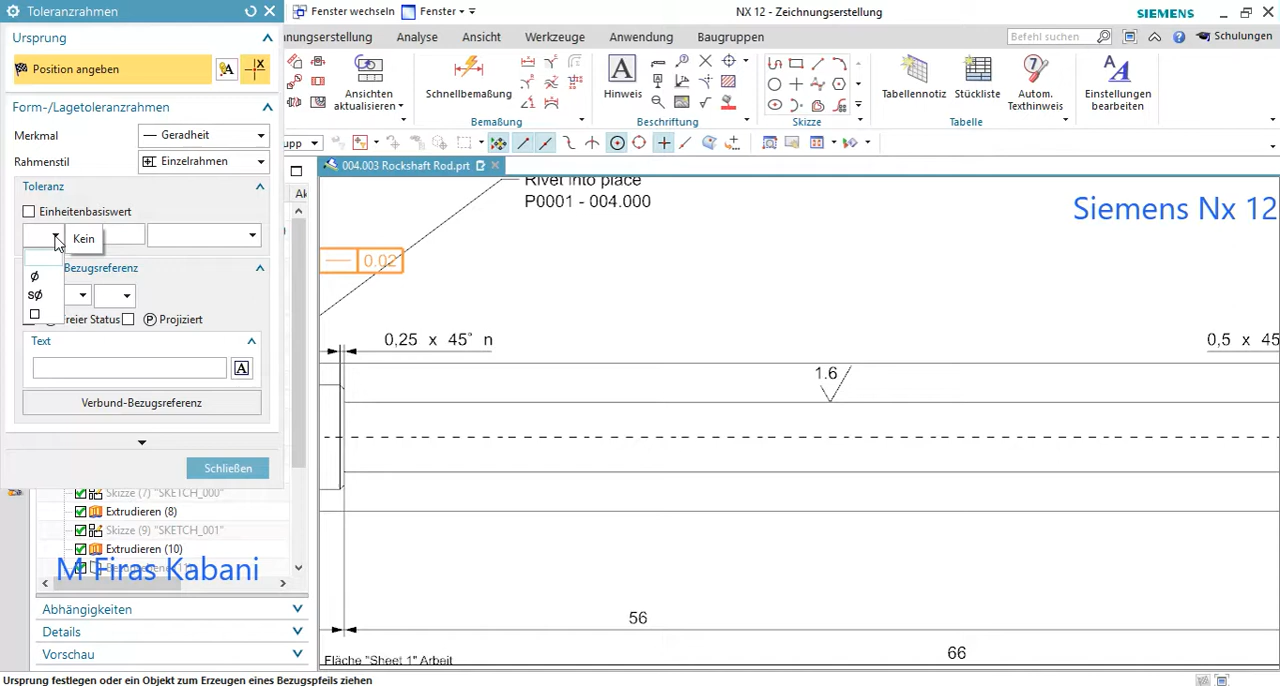 Toleranzrahmen
Fenster wechseln
Fenster
NX 12 - Zeichnungserstellung
SIEMENS
Ursprung
nungserstellung
Analyse
Ansicht
Werkzeuge
Anwendung
Baugruppen
Befehl suchen
Schulungen
Position angeben
Ansichten
aktualisieren
Schnellbemaßung
Hinweis
Tabellennotiz
Stückliste
Autom.
Texthinweis
Einstellungen
bearbeiten
Bemaßung
Beschriftung
Skizze
Tabelle
Form-/Lagetoleranzrahmen
Merkmal
Geradheit
Rahmenstil
Einzelrahmen
upp
004.003 Rockshaft Rod.prt
Toleranz
Einheitenbasiswert
Kein
Bezugsreferenz
Ø
SØ
reier Status
P Projiziert
Text
Verbund-Bezugsreferenz
Schließen
Ak
Rivet into place
P0001 - 004.000
Siemens Nx 12
0.02
0,25 x 45° n
0,5 x 45
1.6
56
66
Fläche "Sheet 1" Arbeit
Skizze (7) "SKETCH_000"
Extrudieren (8)
Skizze (9) "SKETCH_001"
Extrudieren (10)
M Firas Kabani
Abhängigkeiten
Details
Vorschau
Ursprung festlegen oder ein Objekt zum Erzeugen eines Bezugspfeils ziehen